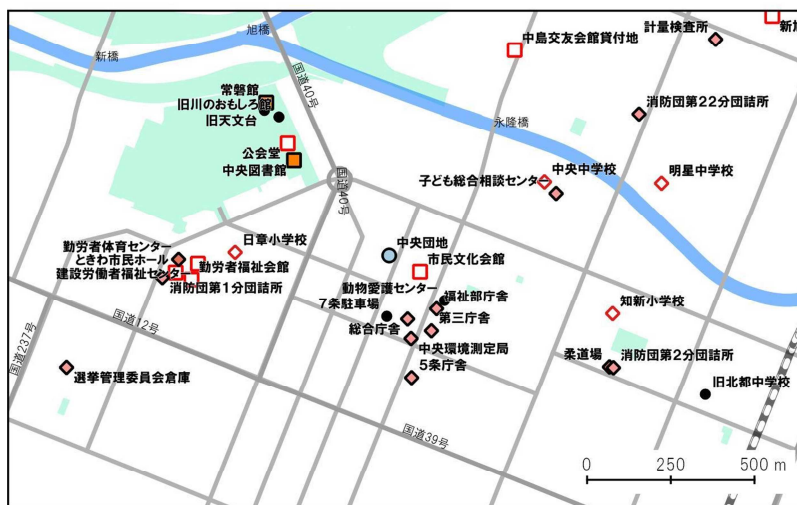 旭橋
新橋
国道40号
中島交友会館貸付地
計量検査所
常磐館
旧川のおもしろ館
旧天文台
消防団第22分団詰所
永隆橋
公会堂
中央図書館
国道40号
子ども総合相談センター
中央中学校
明星中学校
日章小学校
中央団地
勤労者体育センター
ときわ市民ホール
勤労者福祉会館
建設労働者福祉センター
消防団第1分団詰所
市民文化会館
動物愛護センター
福祉部庁舎
7条駐車場
第三庁舎
総合庁舎
中央環境測定局
5条庁舎
知新小学校
国道12号
国道237号
選挙管理委員会倉庫
柔道場
消防団第2分団詰所
旧北都中学校
国道39号
0 250 500 m